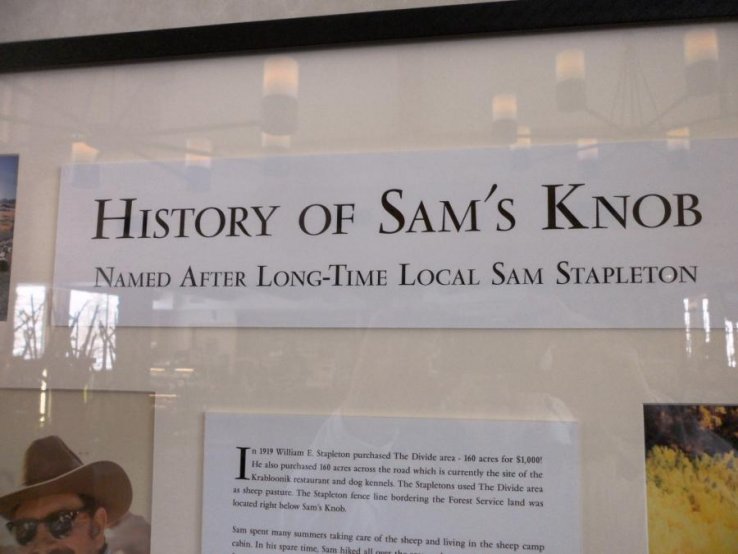 HISTORY OF SAM'S KNOB
NAMED AFTER LONG-TIME LOCAL SAM STAPLETON
In 1919 William E. Stapleton purchased The Divide area - 160 acres for $1,000!
He also purchased 160 acres across the road which is currently the site of the
Krabloonik restaurant and dog kennels. The Stapletons used The Divide area
as sheep pasture. The Stapleton fence line bordering the Forest Service land was
located right below Sam's Knob.
Sam spent many summers taking care of the sheep and living in the sheep camp
cabin. In his spare time, Sam hiked all over the